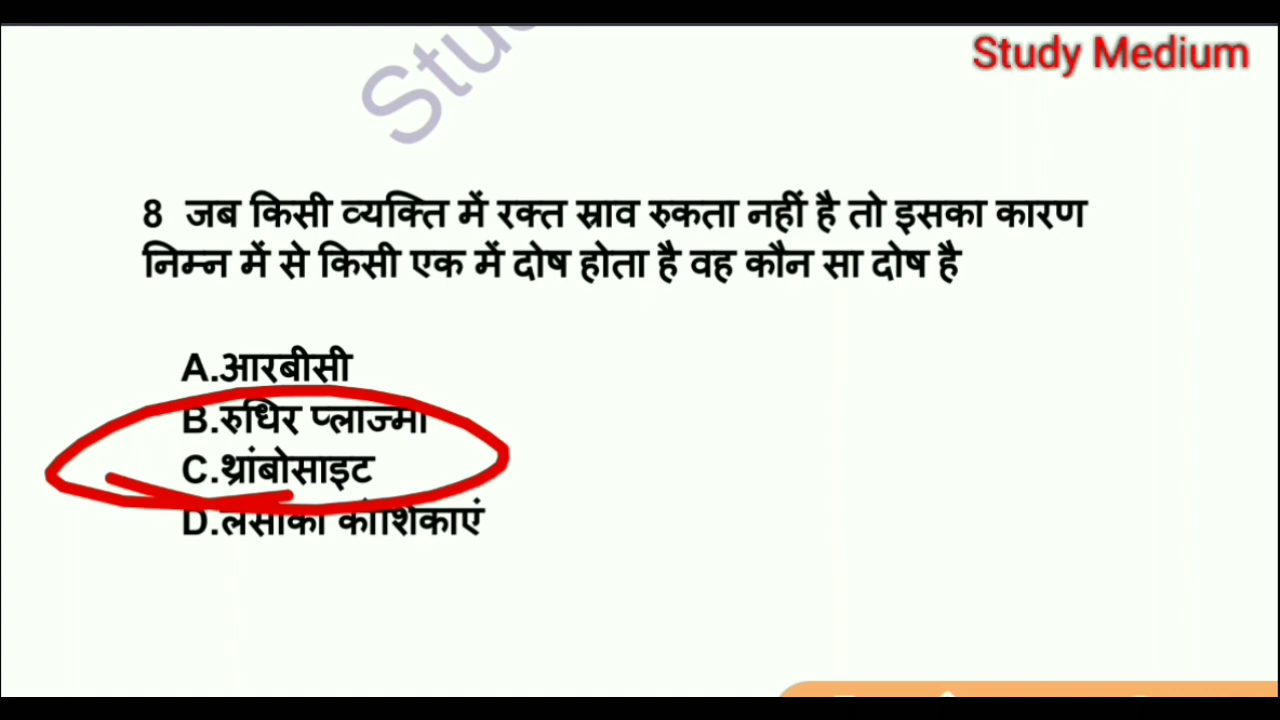 Study Medium
8 जब किसी व्यक्ति में रक्त स्राव रुकता नहीं है तो इसका कारण
निम्न में से किसी एक में दोष होता है वह कौन सा दोष है
A.आरबीसी
B.रुधिर प्लाज्मा
C.थ्रांबोसाइट
D.लसीका कोशिकाएं